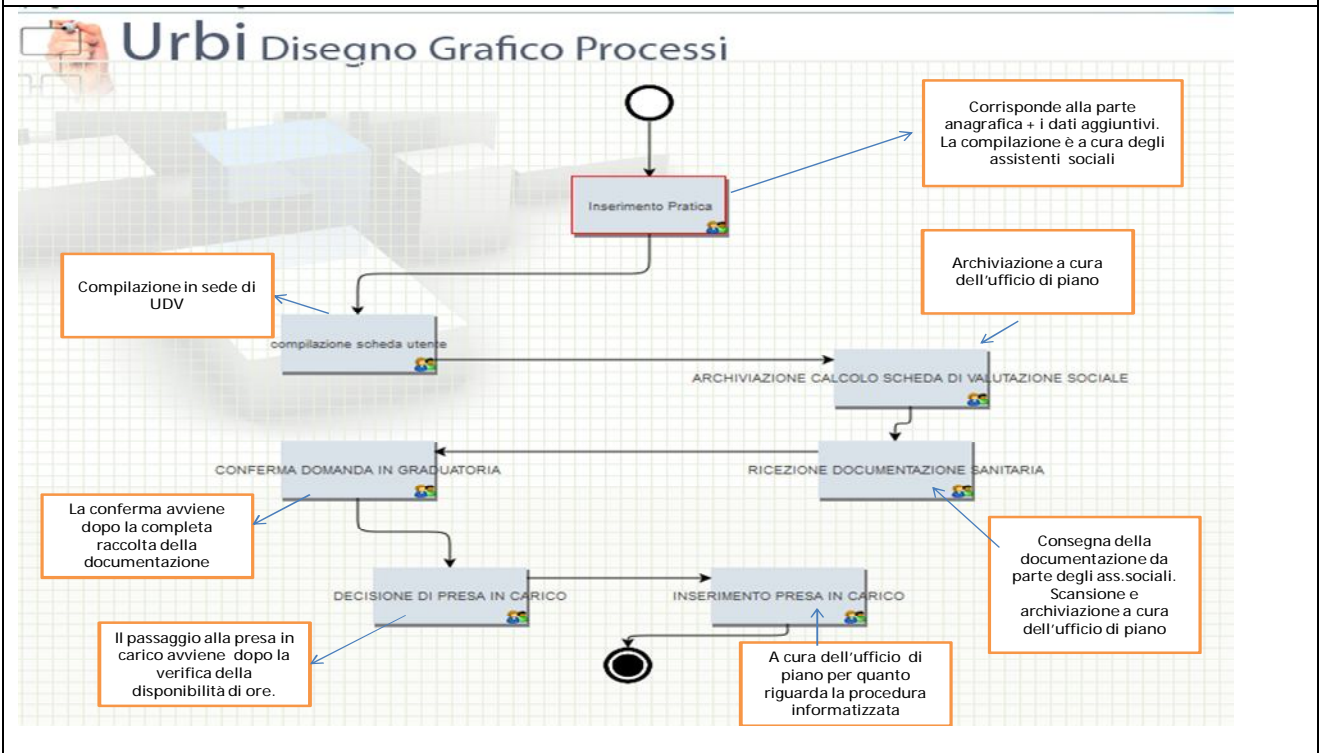 Urbi Disegno Grafico Processi
Corrisponde alla parte
anagrafica + i dati aggiuntivi.
La compilazione è a cura degli
assistenti sociali
Inserimento Pratica
Archiviazione a cura
dell'ufficio di piano
Compilazione in sede di
UDV
compilazione scheda utente
ARCHIVIAZIONE CALCOLO SCHEDA DI VALUTAZIONE SOCIALE
CONFERMA DOMANDA IN GRADUATORIA
RICEZIONE DOCUMENTAZIONE SANITARIA
La conferma avviene
dopo la completa
raccolta della
documentazione
Consegna della
documentazione da
parte degli ass.sociali.
Scansione e
archiviazione a cura
dell'ufficio di piano
DECISIONE DI PRESA IN CARICO
INSERIMENTO PRESA IN CARICO
Il passaggio alla presa in
carico avviene dopo la
verifica della
disponibilità di ore.
A cura dell'ufficio di
piano per quanto
riguarda la procedura
informatizzata